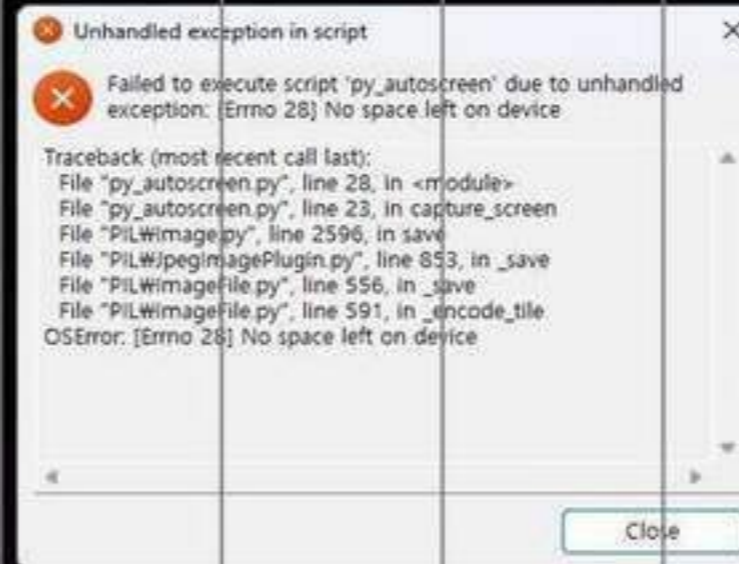 Unhandled exception in script
Failed to execute script 'py_autoscreen' due to unhandled
exception: [Errno 28] No space left on device
Traceback (most recent call last):
File "py_autoscreen.py", line 28, in <module>
File "py_autoscreen.py", line 23, in capture_screen
File "PIL₩Image.py", line 2596, in save
File "PIL₩JpegImagePlugin.py", line 853, in _save
File "PIL₩ImageFile.py", line 556, in _save
File "PIL₩ImageFile.py", line 591, in _encode_tile
OSError: [Errno 28] No space left on device
Close